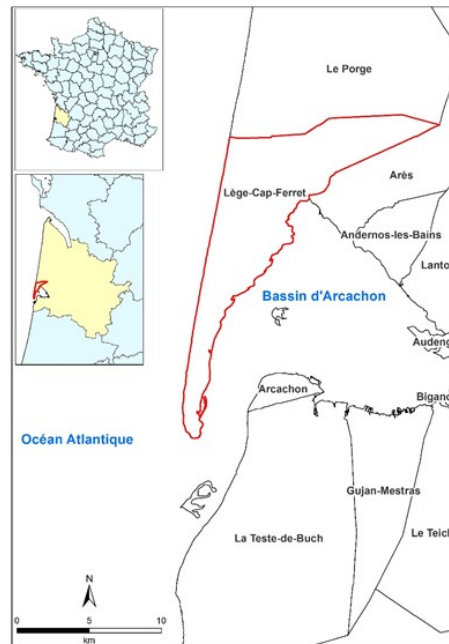 Le Porge
Lège-Cap-Ferret
Arès
Andernos-les-Bains
Lanto
Bassin d'Arcachon
Audeng
Arcachon
Bigano
Océan Atlantique
Gujan-Mestras
La Teste-de-Buch
Le Teich
N
0 5 10
km